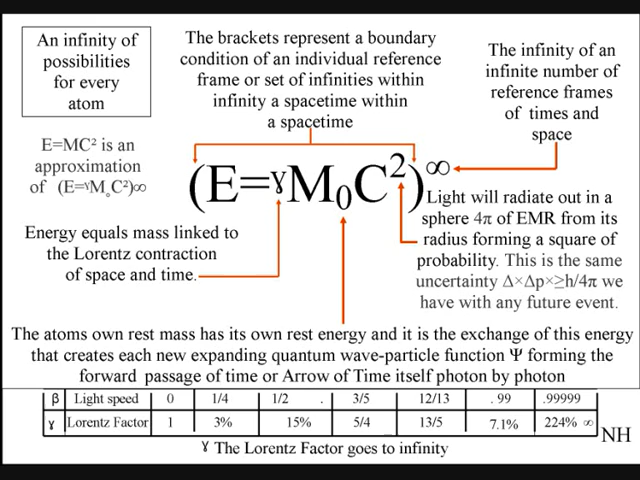 An infinity of
possibilities
for every
atom
The brackets represent a boundary
condition of an individual reference
frame or set of infinities within
infinity a spacetime within
a spacetime
The infinity of an
infinite number of
reference frames
of times and
space
E=MC² is an
approximation
of (E=ˠM˳C²)∞
(E=ɣM₀C²)∞
Energy equals mass linked to
the Lorentz contraction
of space and time.
Light will radiate out in a
sphere 4π of EMR from its
radius forming a square of
probability. This is the same
uncertainty Δ×Δp×≥h/4π we
have with any future event.
The atoms own rest mass has its own rest energy and it is the exchange of this energy
that creates each new expanding quantum wave-particle function Ψ forming the
forward passage of time or Arrow of Time itself photon by photon
β Light speed 0 1/4 1/2 . 3/5 12/13 . 99 .99999
ɣ Lorentz Factor 1 3% 15% 5/4 13/5 7.1% 224% ∞
ɣ The Lorentz Factor goes to infinity
NH